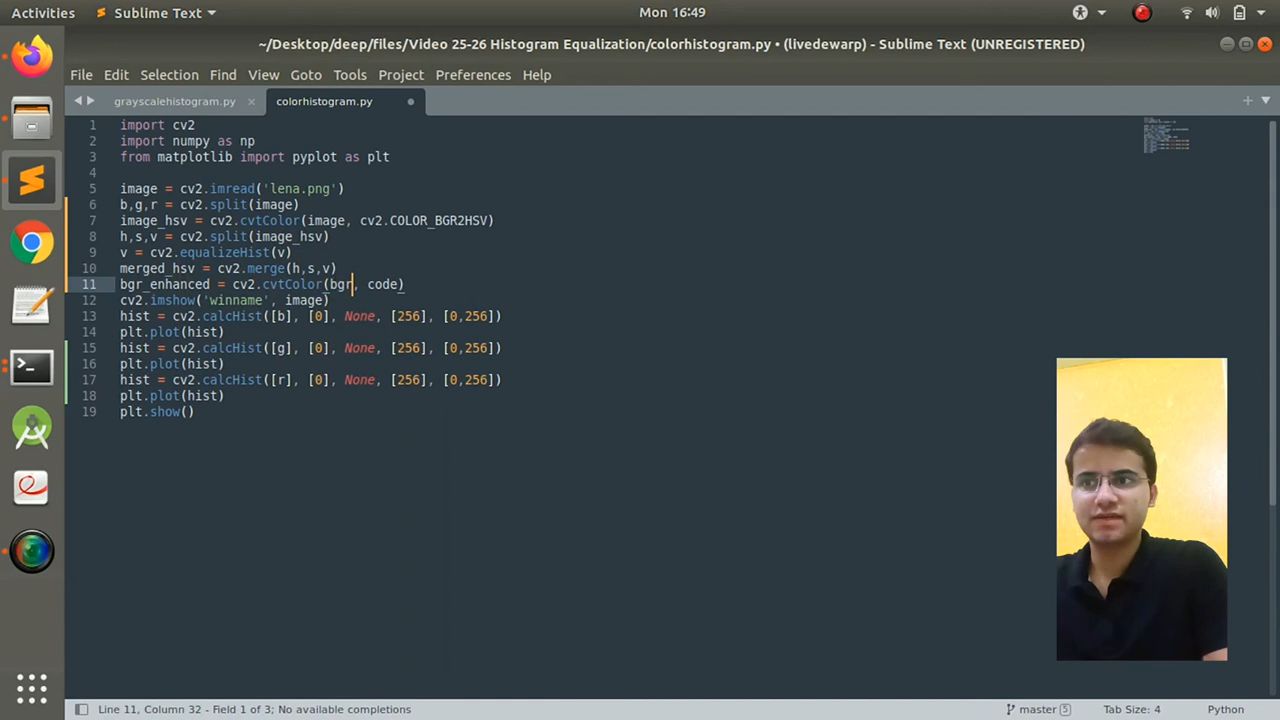 Activities
Sublime Text
Mon 16:49
~/Desktop/deep/files/Video 25-26 Histogram Equalization/colorhistogram.py • (livedewarp) - Sublime Text (UNREGISTERED)
File Edit Selection Find View Goto Tools Project Preferences Help
grayscalehistogram.py
colorhistogram.py
1 import cv2
2 import numpy as np
3 from matplotlib import pyplot as plt
4
5 image = cv2.imread('lena.png')
6 b,g,r = cv2.split(image)
7 image_hsv = cv2.cvtColor(image, cv2.COLOR_BGR2HSV)
8 h,s,v = cv2.split(image_hsv)
9 v = cv2.equalizeHist(v)
10 merged_hsv = cv2.merge(h,s,v)
11 bgr_enhanced = cv2.cvtColor(bgr, code)
12 cv2.imshow('winname', image)
13 hist = cv2.calcHist([b], [0], None, [256], [0,256])
14 plt.plot(hist)
15 hist = cv2.calcHist([g], [0], None, [256], [0,256])
16 plt.plot(hist)
17 hist = cv2.calcHist([r], [0], None, [256], [0,256])
18 plt.plot(hist)
19 plt.show()
Line 11, Column 32 - Field 1 of 3; No available completions
master 5
Tab Size: 4
Python